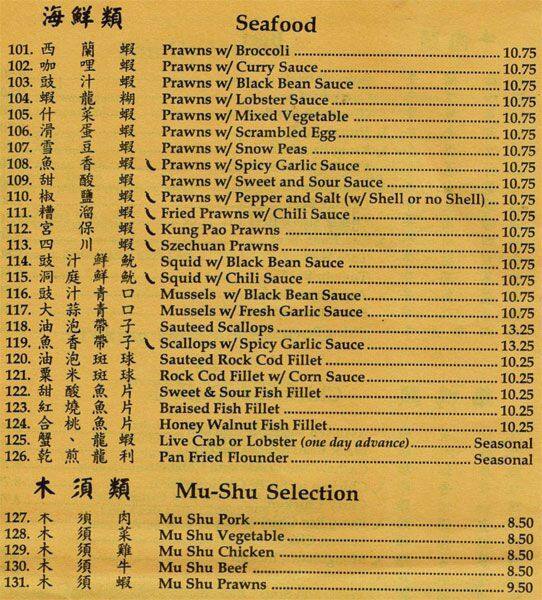 海鮮類 Seafood
101. 西蘭蝦 Prawns w/ Broccoli 10.75
102. 咖哩蝦 Prawns w/ Curry Sauce 10.75
103. 豉汁蝦 Prawns w/ Black Bean Sauce 10.75
104. 蝦龍糊 Prawns w/ Lobster Sauce 10.75
105. 什菜蝦 Prawns w/ Mixed Vegetable 10.75
106. 滑蛋蝦 Prawns w/ Scrambled Egg 10.75
107. 雪豆蝦 Prawns w/ Snow Peas 10.75
108. 魚香蝦 Prawns w/ Spicy Garlic Sauce 10.75
109. 甜酸蝦 Prawns w/ Sweet and Sour Sauce 10.75
110. 椒鹽蝦 Prawns w/ Pepper and Salt (w/ Shell or no Shell) 10.75
111. 糟溜蝦 Fried Prawns w/ Chili Sauce 10.75
112. 宮保蝦 Kung Pao Prawns 10.75
113. 四川蝦 Szechuan Prawns 10.75
114. 豉汁鮮魷 Squid w/ Black Bean Sauce 10.75
115. 洞庭鮮魷 Squid w/ Chili Sauce 10.75
116. 豉汁青口 Mussels w/ Black Bean Sauce 10.75
117. 大蒜青口 Mussels w/ Fresh Garlic Sauce 10.75
118. 油泡帶子 Sauteed Scallops 13.25
119. 魚香帶子 Scallops w/ Spicy Garlic Sauce 13.25
120. 油泡斑球 Sauteed Rock Cod Fillet 10.25
121. 粟米斑球 Rock Cod Fillet w/ Corn Sauce 10.25
122. 甜酸魚片 Sweet & Sour Fish Fillet 10.25
123. 紅燒魚片 Braised Fish Fillet 10.25
124. 合桃魚片 Honey Walnut Fish Fillet 10.25
125. 蟹、龍蝦 Live Crab or Lobster (one day advance) Seasonal
126. 乾煎龍利 Pan Fried Flounder Seasonal
木須類 Mu-Shu Selection
127. 木須肉 Mu Shu Pork 8.50
128. 木須菜 Mu Shu Vegetable 8.50
129. 木須雞 Mu Shu Chicken 8.50
130. 木須牛 Mu Shu Beef 8.50
131. 木須蝦 Mu Shu Prawns 9.50